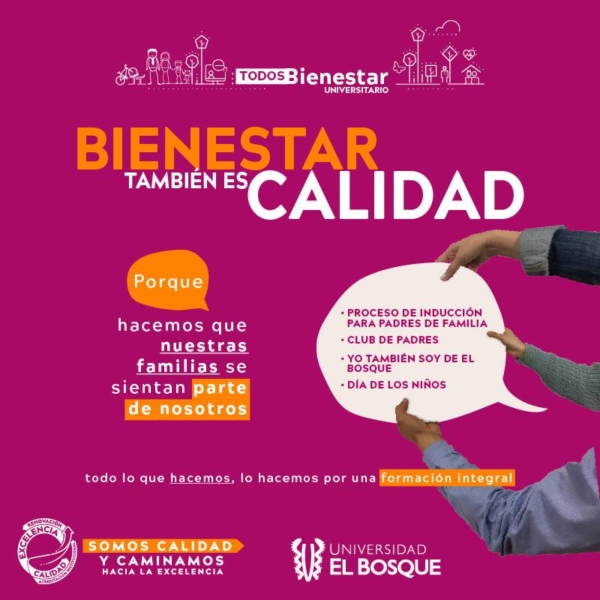 TODOS Bienestar
UNIVERSITARIO
BIENESTAR
TAMBIÉN ES CALIDAD
Porque
hacemos que
nuestras
familias se
sientan parte
de nosotros
• PROCESO DE INDUCCIÓN
PARA PADRES DE FAMILIA
• CLUB DE PADRES
• YO TAMBIÉN SOY DE EL
BOSQUE
• DÍA DE LOS NIÑOS
todo lo que hacemos, lo hacemos por una formación integral
RENOVACIÓN
EXCELENCIA
CALIDAD
SOMOS CALIDAD
Y CAMINAMOS
HACIA LA EXCELENCIA
UNIVERSIDAD
EL BOSQUE